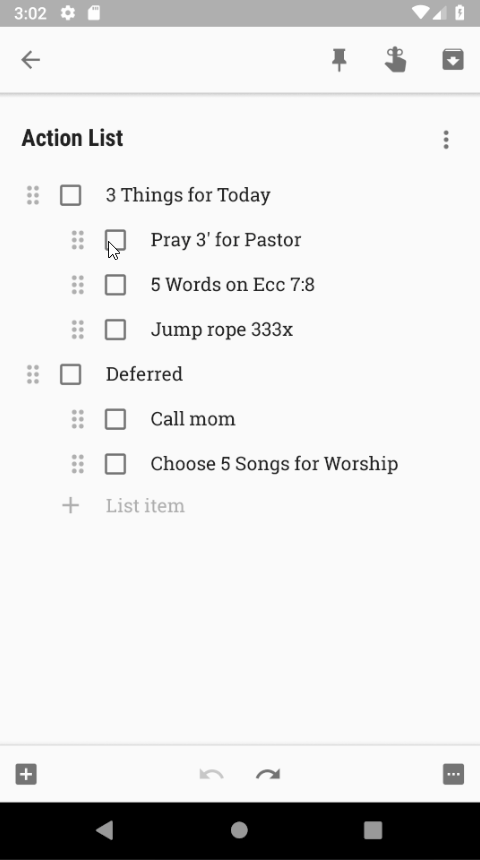 3:02
Action List
3 Things for Today
Pray 3' for Pastor
5 Words on Ecc 7:8
Jump rope 333x
Deferred
Call mom
Choose 5 Songs for Worship
List item